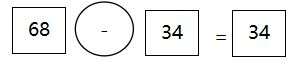 68 - 34 = 34